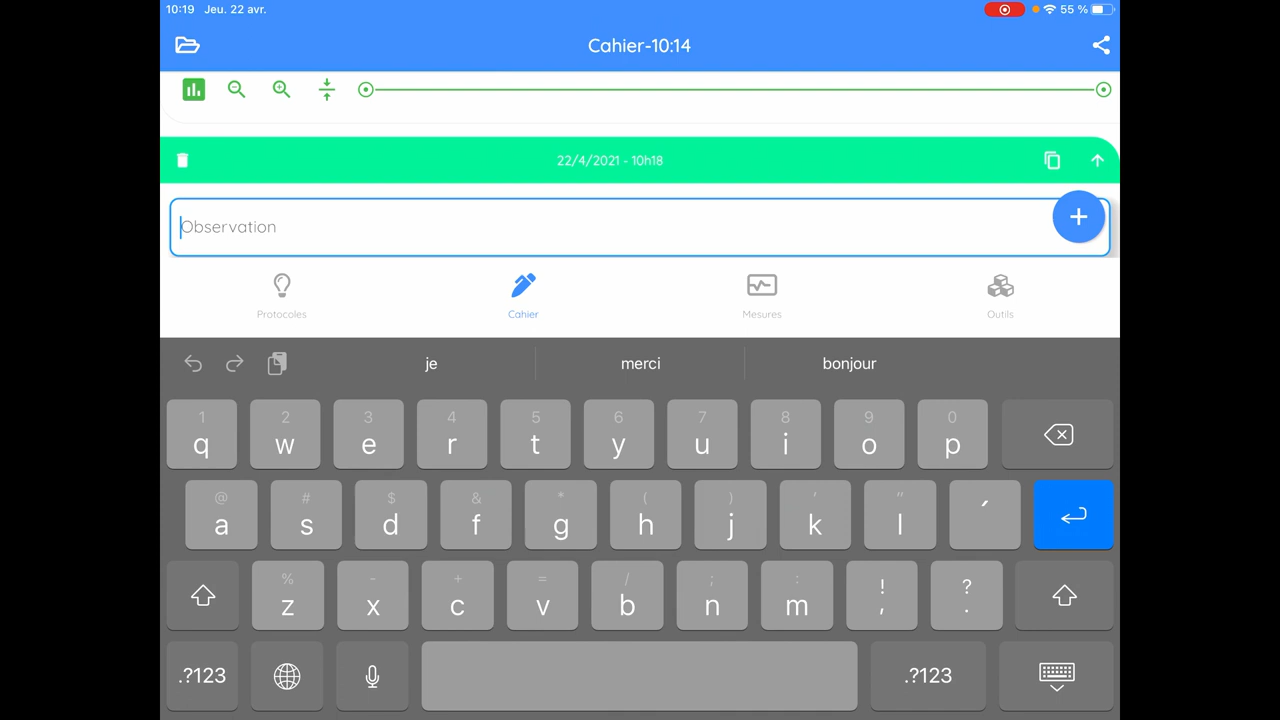 10:19 Jeu. 22 avr. 55 %
Cahier-10:14
22/4/2021 - 10h18
Observation
Protocoles Cahier Mesures Outils
je merci bonjour
1 2 3 4 5 6 7 8 9 0
q w e r t y u i o p
@ # $ & * ( ) ' "
a s d f g h j k l ´
% - + = / ; : ! ?
z x c v b n m , .
.?123 .?123